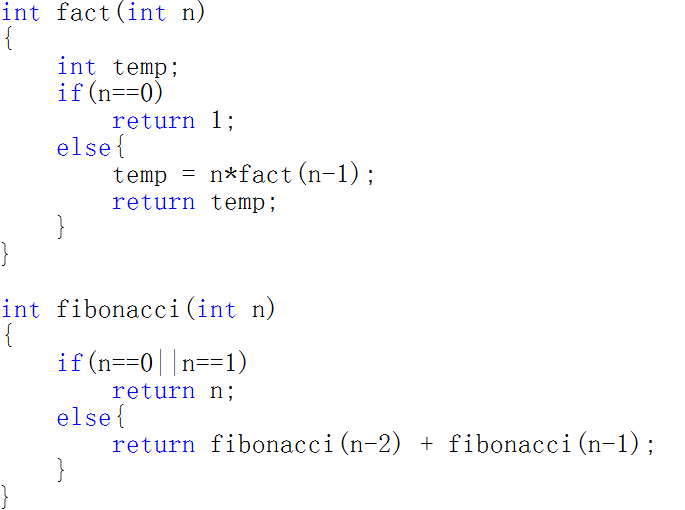 int fact(int n)
{
    int temp;
    if(n==0)
        return 1;
    else{
        temp = n*fact(n-1);
        return temp;
    }
}

int fibonacci(int n)
{
    if(n==0||n==1)
        return n;
    else{
        return fibonacci(n-2) + fibonacci(n-1);
    }
}